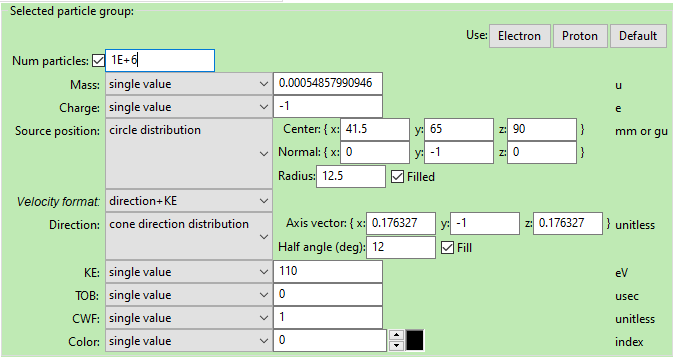 Selected particle group:
Use: Electron Proton Default
Num particles: 1E+6
Mass: single value 0.00054857990946 u
Charge: single value -1 e
Source position: circle distribution Center: { x: 41.5 y: 65 z: 90 } mm or gu
Normal: { x: 0 y: -1 z: 0 }
Radius: 12.5 Filled
Velocity format: direction+KE
Direction: cone direction distribution Axis vector: { x: 0.176327 y: -1 z: 0.176327 } unitless
Half angle (deg): 12 Fill
KE: single value 110 eV
TOB: single value 0 usec
CWF: single value 1 unitless
Color: single value 0 index